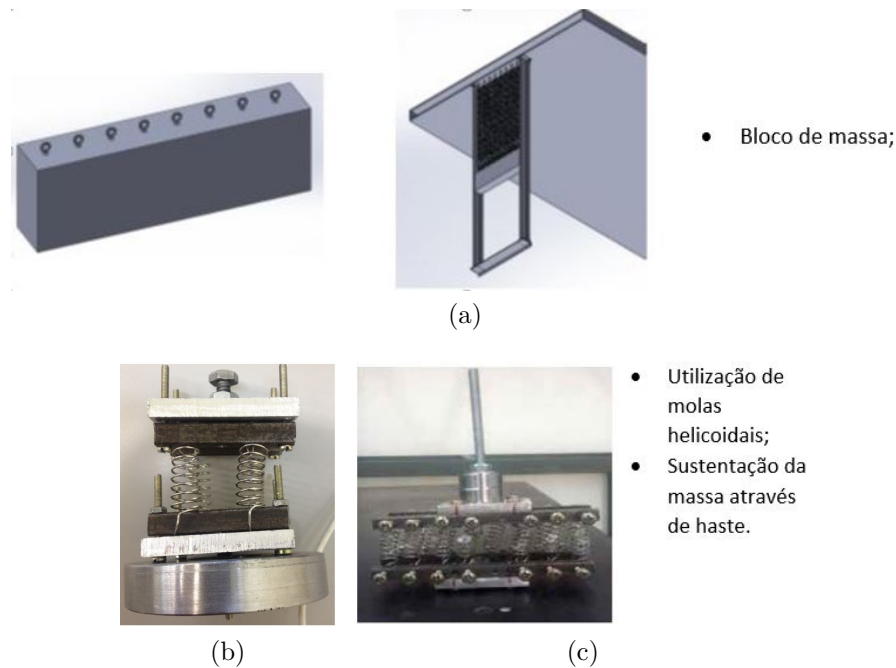 • Bloco de massa;
(a)
• Utilização de
molas
helicoidais;
• Sustentação da
massa através
de haste.
(b)
(c)